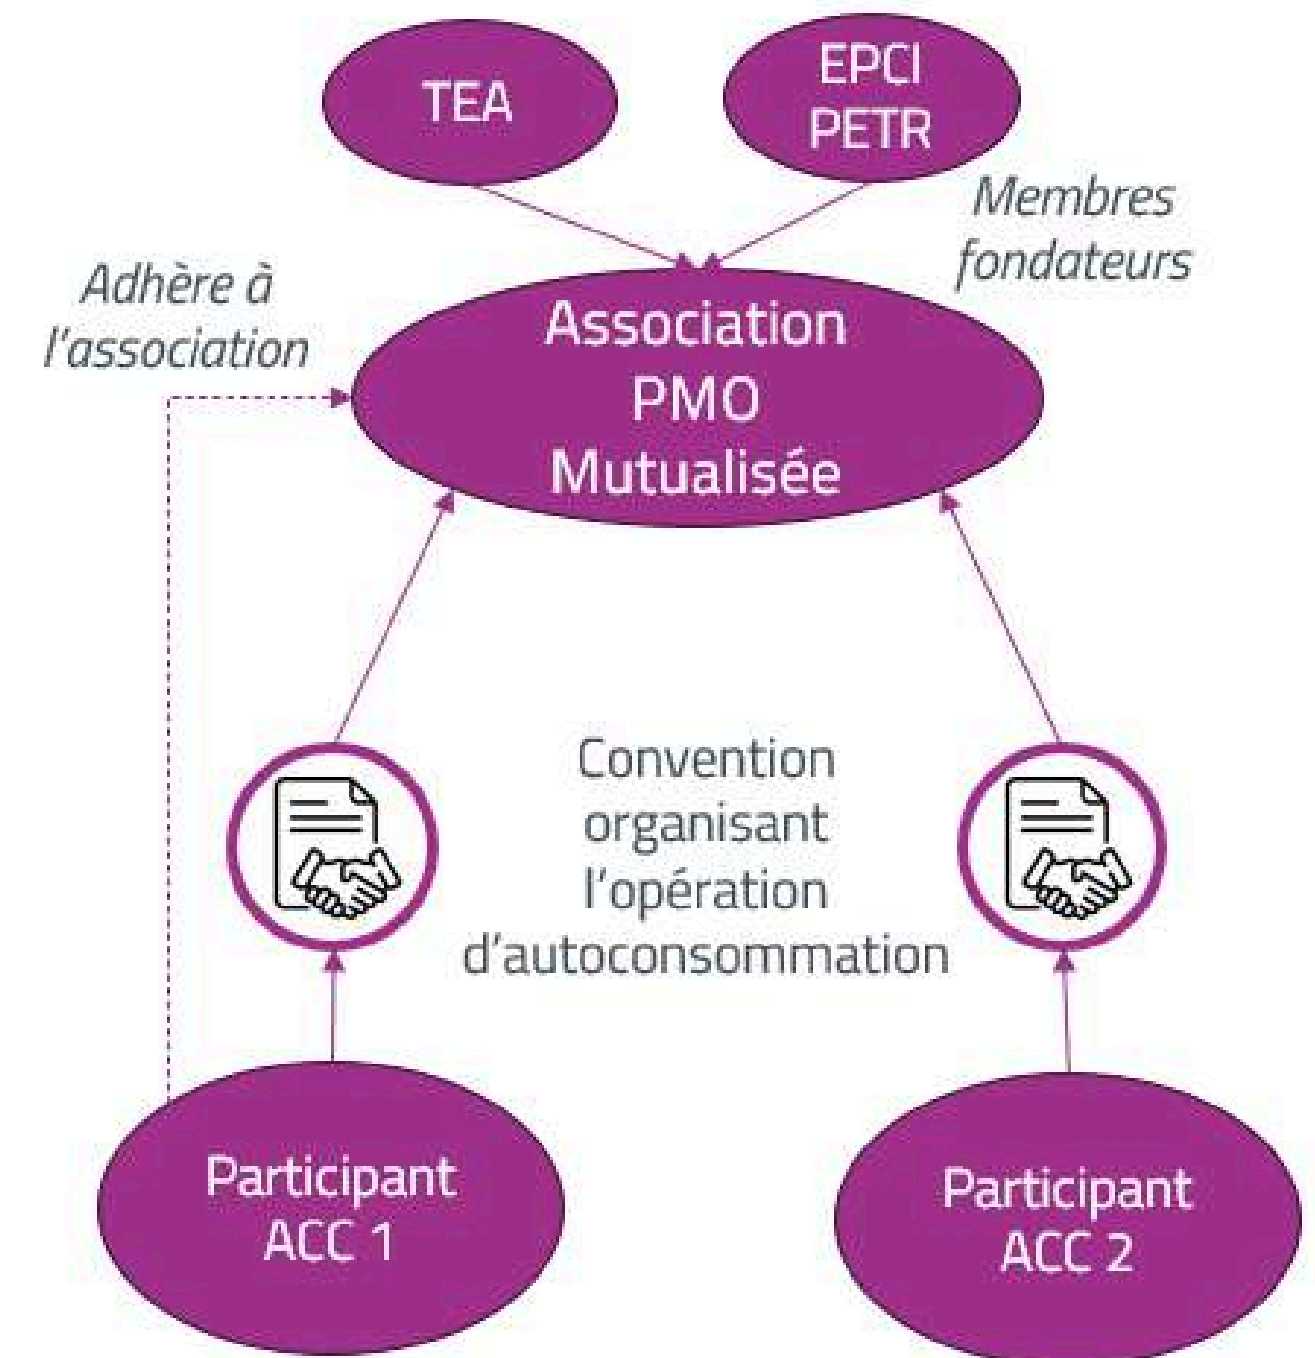 TEA
EPCI
PETR
Membres
fondateurs
Adhère à
l'association
Association
PMO
Mutualisée
Convention
organisant
l'opération
d'autoconsommation
Participant
ACC 1
Participant
ACC 2